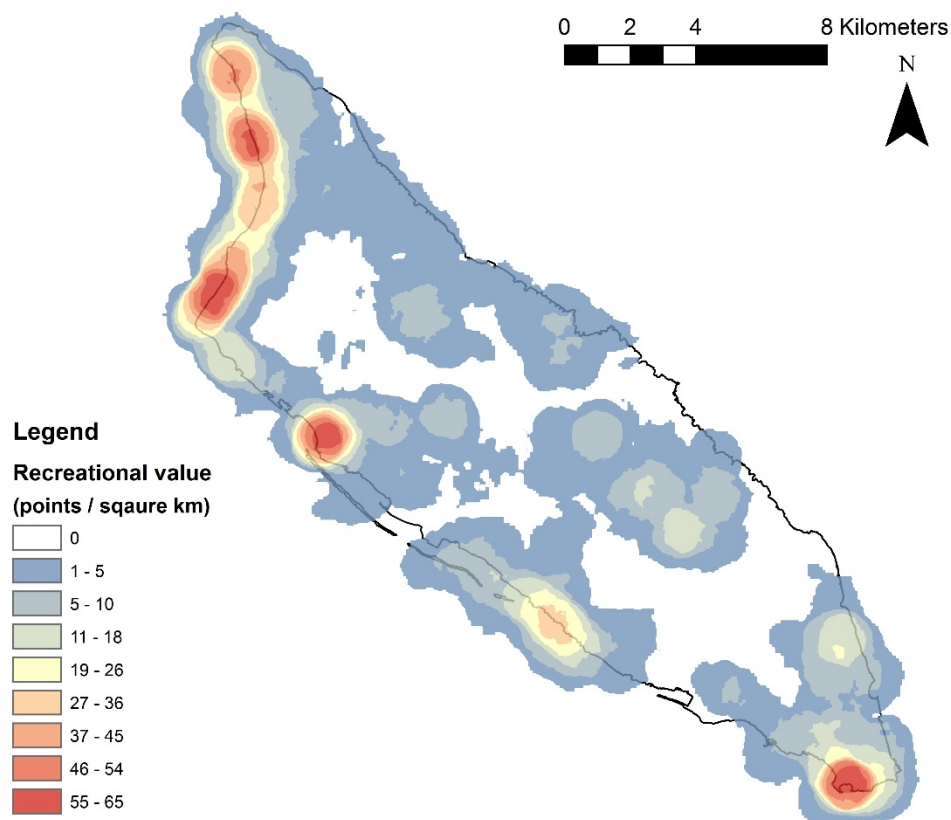 0 2 4 8 Kilometers
N
Legend
Recreational value
(points / sqaure km)
0
1 - 5
5 - 10
11 - 18
19 - 26
27 - 36
37 - 45
46 - 54
55 - 65